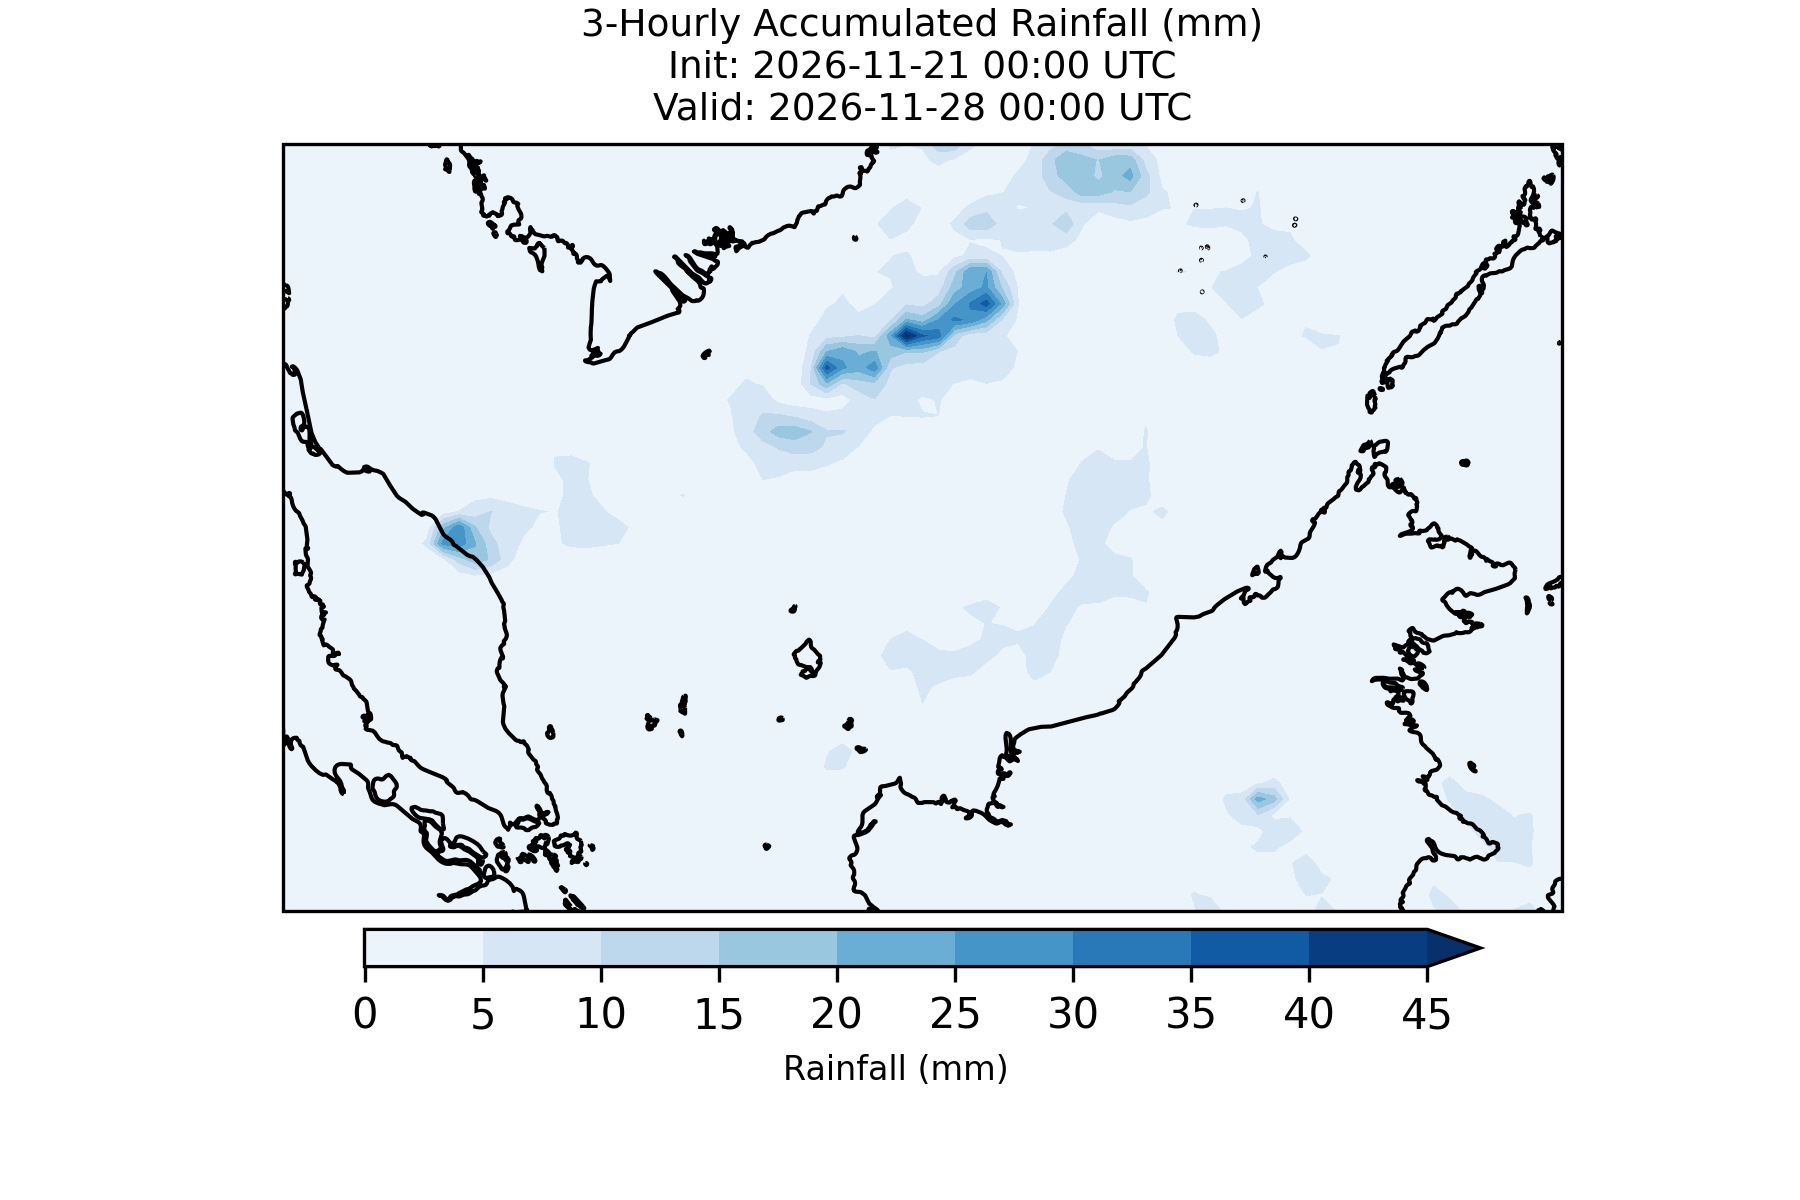 3-Hourly Accumulated Rainfall (mm)
Init: 2026-11-21 00:00 UTC
Valid: 2026-11-28 00:00 UTC
0 5 10 15 20 25 30 35 40 45
Rainfall (mm)